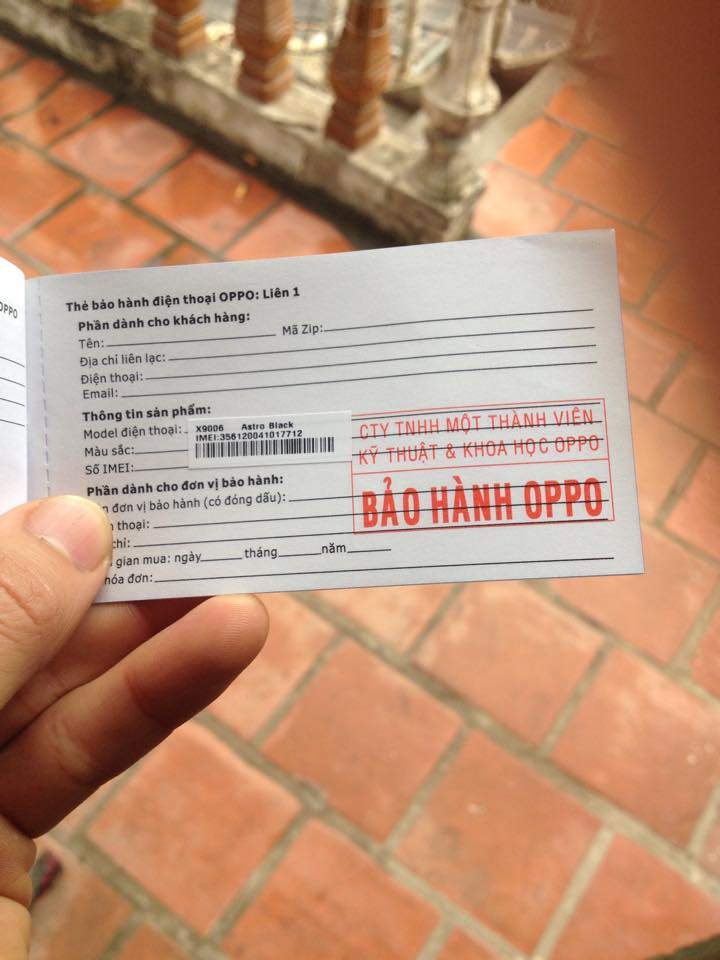 OPPO
Thẻ bảo hành điện thoại OPPO: Liên 1
Phần dành cho khách hàng:
Tên: Mã Zip:
Địa chỉ liên lạc:
Điện thoại:
Email:
Thông tin sản phẩm:
Model điện thoại: X9006 Astro Black
IMEI:356120041017712
Màu sắc:
Số IMEI:
CTY TNHH MỘT THÀNH VIÊN
KỸ THUẬT & KHOA HỌC OPPO
BẢO HÀNH OPPO
Phần dành cho đơn vị bảo hành:
đơn vị bảo hành (có đóng dấu):
thoại:
chỉ:
gian mua: ngày tháng năm
hóa đơn: